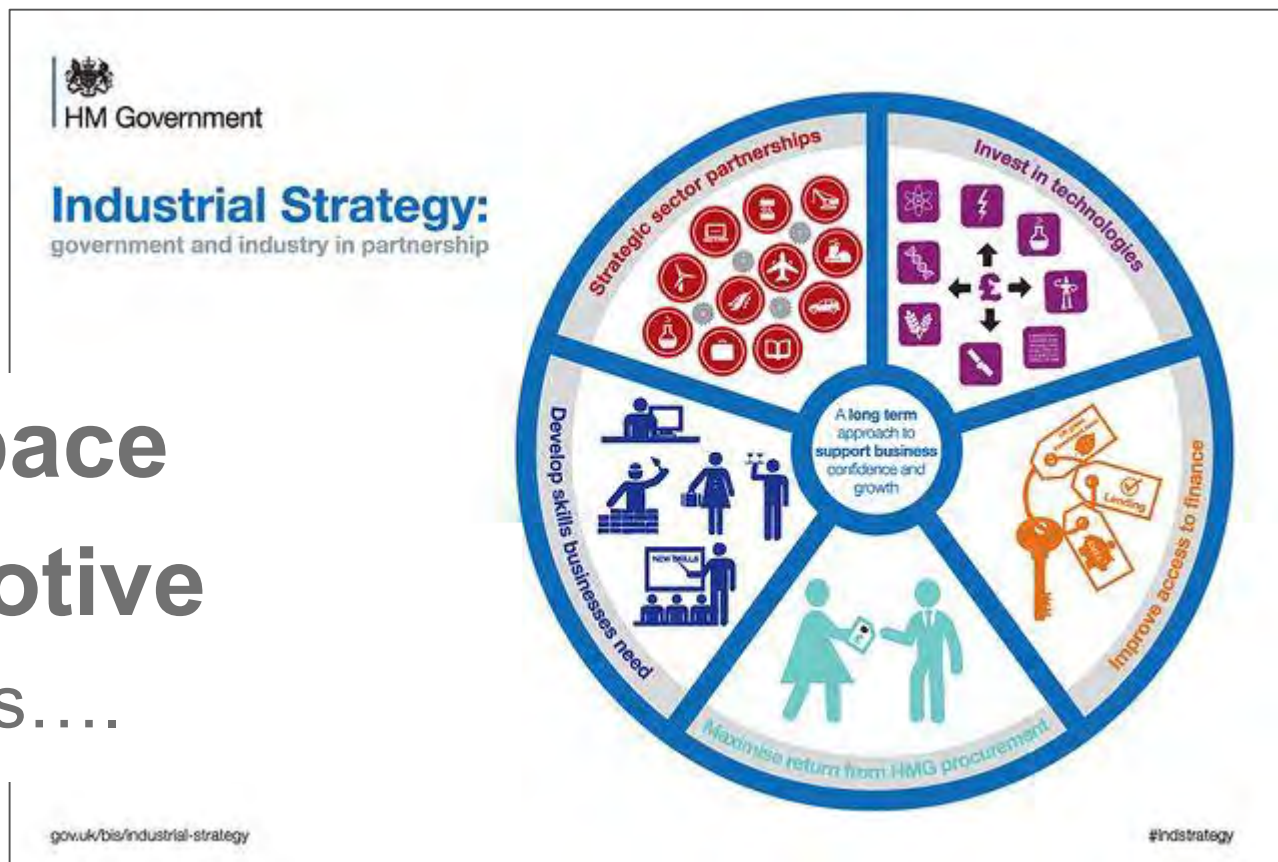 HM Government
Industrial Strategy:
government and industry in partnership
pace
otive
s....
Strategic sector partnerships
Invest in technologies
£
Develop skills businesses need
NEW SKILLS
A long term
approach to
support business
confidence and
growth
Lending
Improve access to finance
Maximise return from HMG procurement
gov.uk/bis/industrial-strategy
#indstrategy